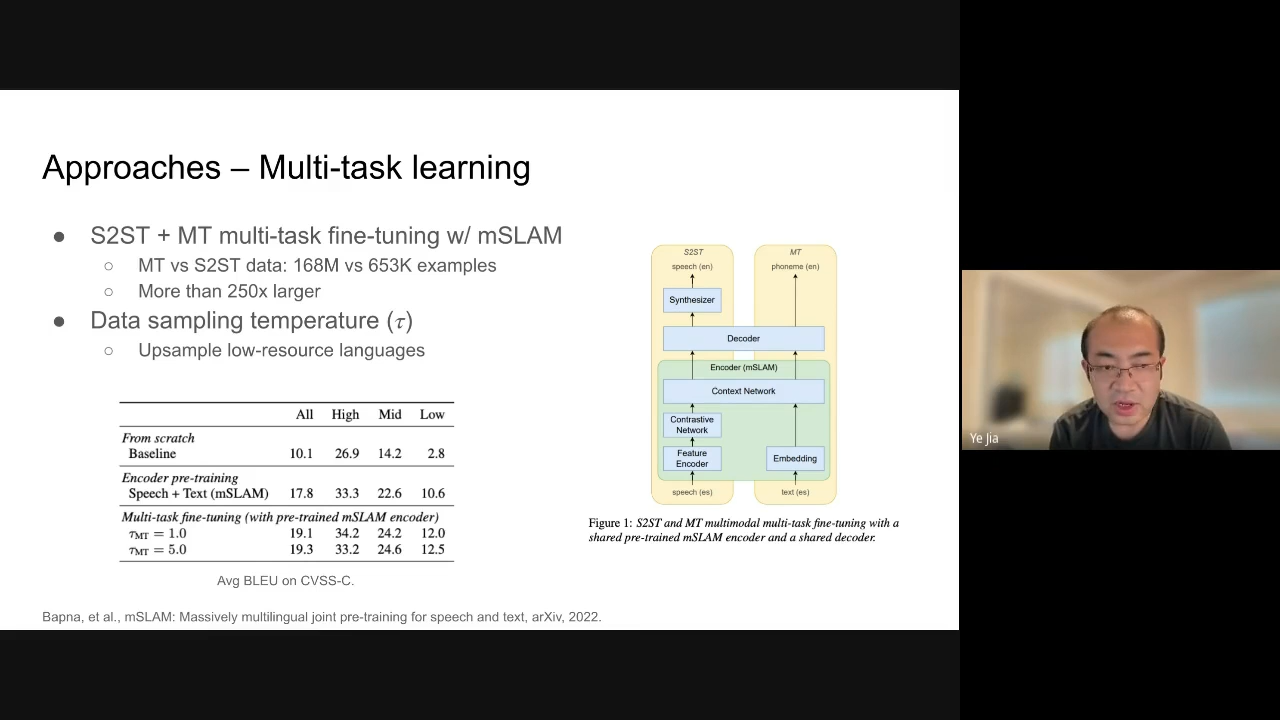 Approaches – Multi-task learning
● S2ST + MT multi-task fine-tuning w/ mSLAM
○ MT vs S2ST data: 168M vs 653K examples
○ More than 250x larger
● Data sampling temperature (τ)
○ Upsample low-resource languages
All High Mid Low
From scratch
Baseline 10.1 26.9 14.2 2.8
Encoder pre-training
Speech + Text (mSLAM) 17.8 33.3 22.6 10.6
Multi-task fine-tuning (with pre-trained mSLAM encoder)
τMT = 1.0 19.1 34.2 24.2 12.0
τMT = 5.0 19.3 33.2 24.6 12.5
Avg BLEU on CVSS-C.
S2ST MT
speech (en) phoneme (en)
Synthesizer
Decoder
Encoder (mSLAM)
Context Network
Contrastive
Network
Feature
Encoder
Embedding
speech (es) text (es)
Figure 1: S2ST and MT multimodal multi-task fine-tuning with a
shared pre-trained mSLAM encoder and a shared decoder.
Bapna, et al., mSLAM: Massively multilingual joint pre-training for speech and text, arXiv, 2022.
Ye Jia